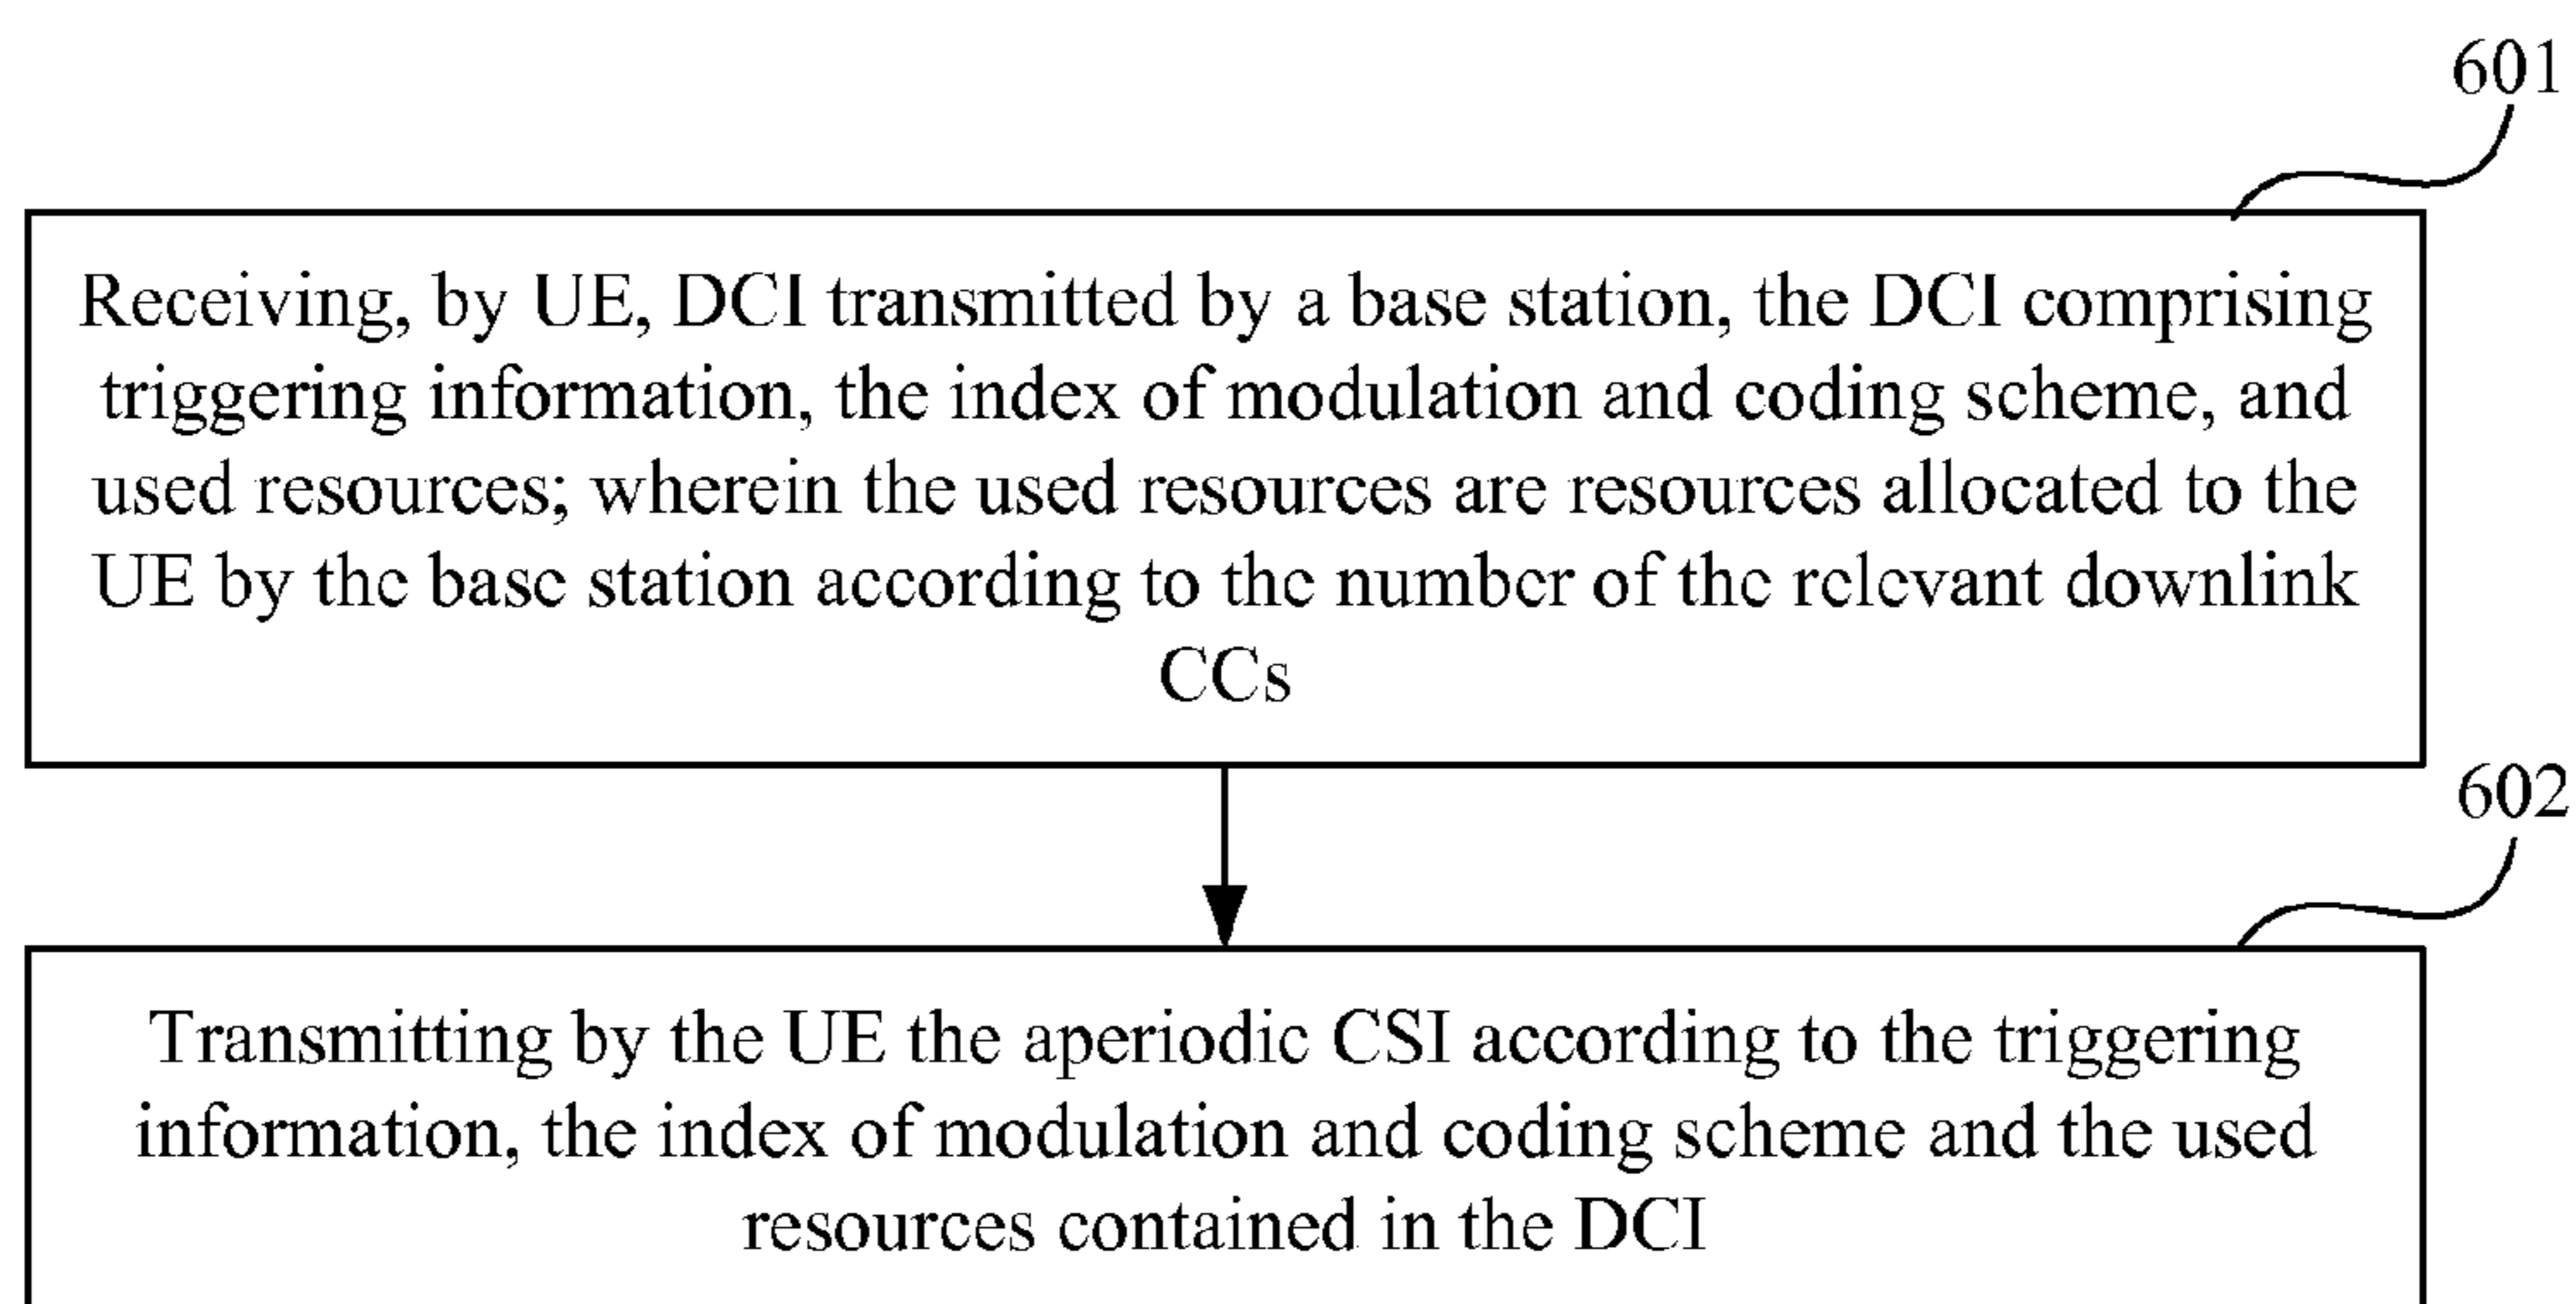 601
Receiving, by UE, DCI transmitted by a base station, the DCI comprising
triggering information, the index of modulation and coding scheme, and
used resources; wherein the used resources are resources allocated to the
UE by the base station according to the number of the relevant downlink
CCs
602
Transmitting by the UE the aperiodic CSI according to the triggering
information, the index of modulation and coding scheme and the used
resources contained in the DCI